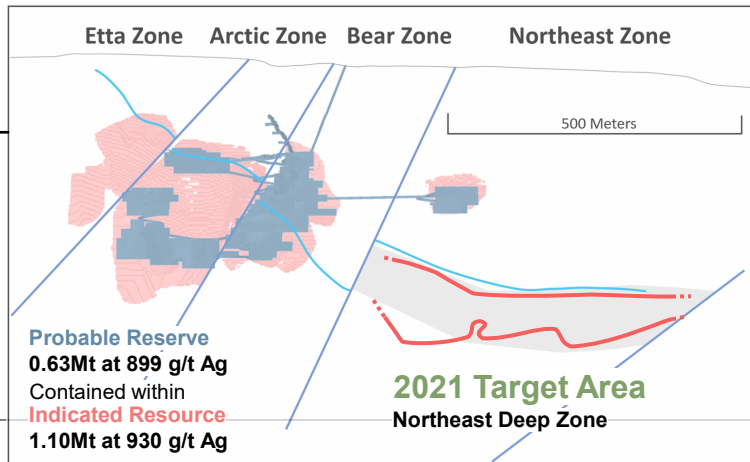 Etta Zone Arctic Zone Bear Zone Northeast Zone
500 Meters
Probable Reserve
0.63Mt at 899 g/t Ag
Contained within
Indicated Resource
1.10Mt at 930 g/t Ag
2021 Target Area
Northeast Deep Zone